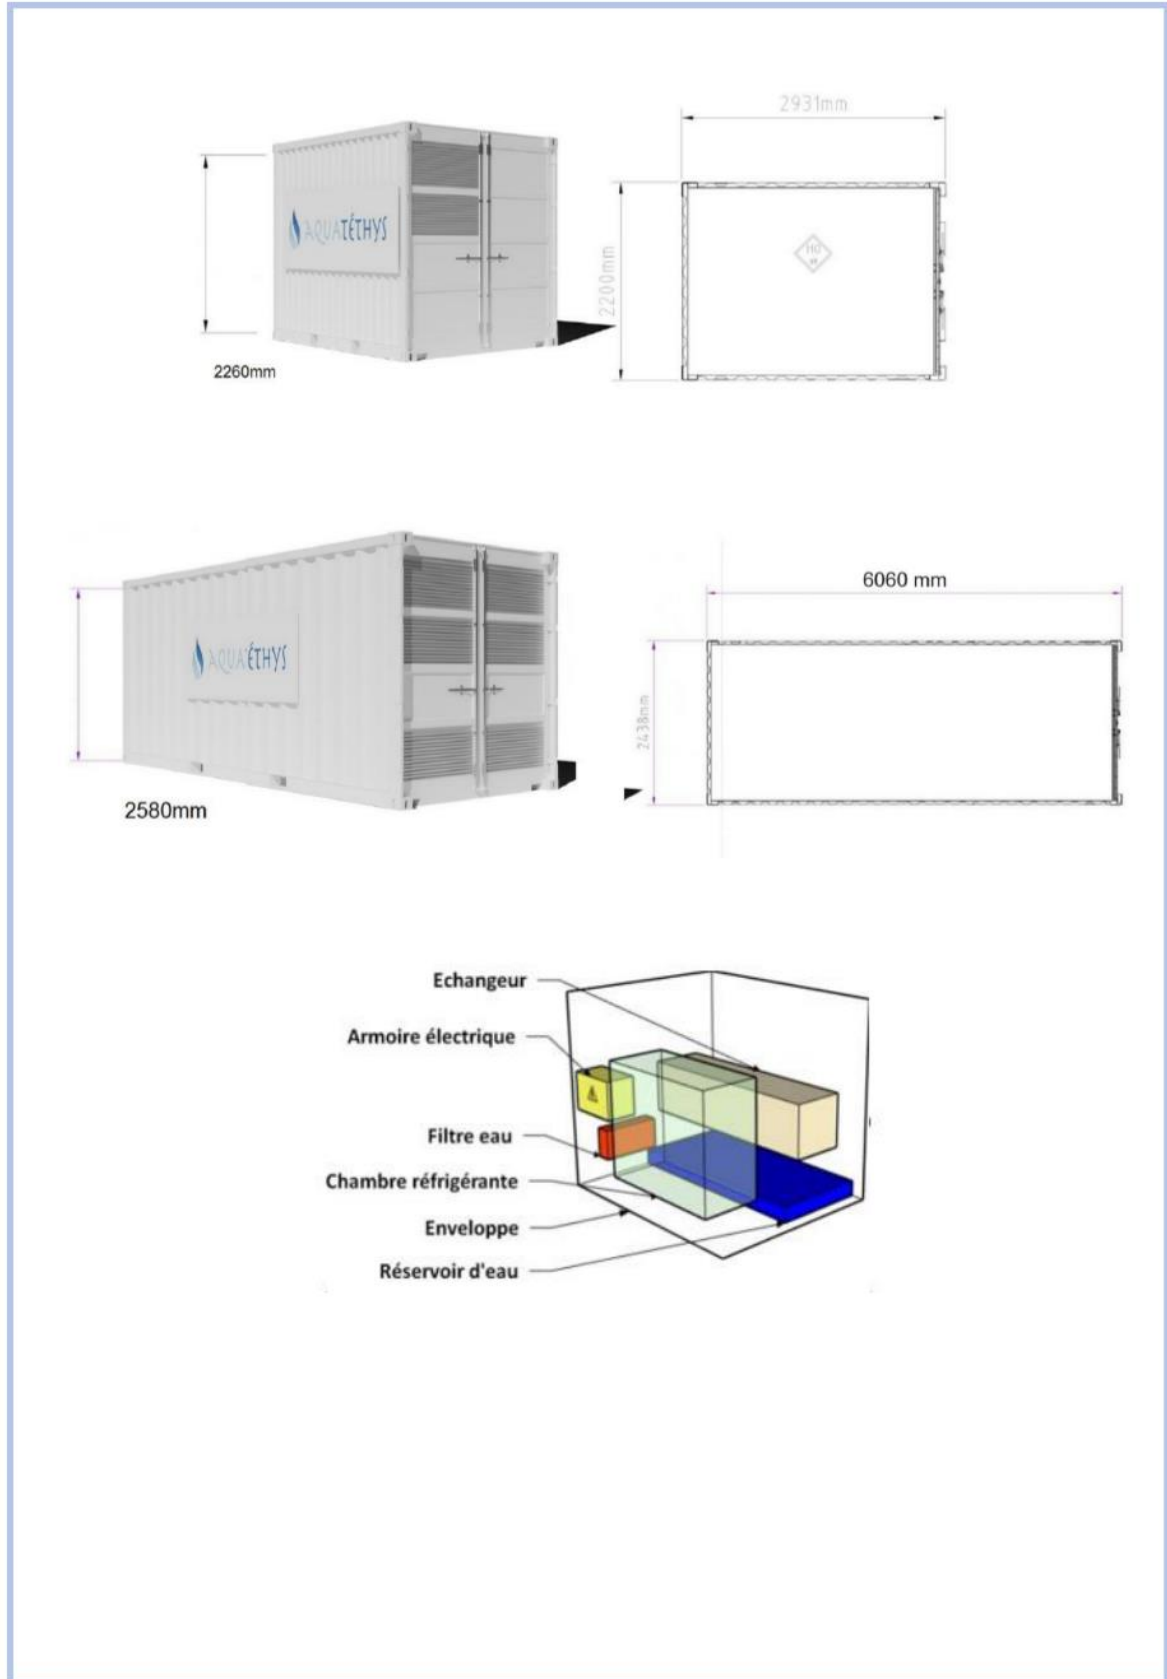 2931mm
AQUATÉTHYS
2200mm
2260mm
6060 mm
AQUATÉTHYS
2438mm
2580mm
Echangeur
Armoire électrique
Filtre eau
Chambre réfrigérante
Enveloppe
Réservoir d'eau